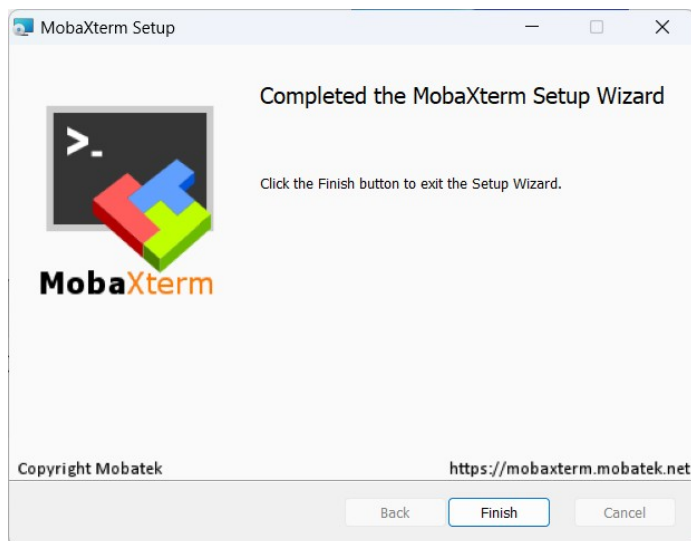 MobaXterm Setup
Completed the MobaXterm Setup Wizard
Click the Finish button to exit the Setup Wizard.
>_
MobaXterm
Copyright Mobatek
https://mobaxterm.mobatek.net
Back
Finish
Cancel